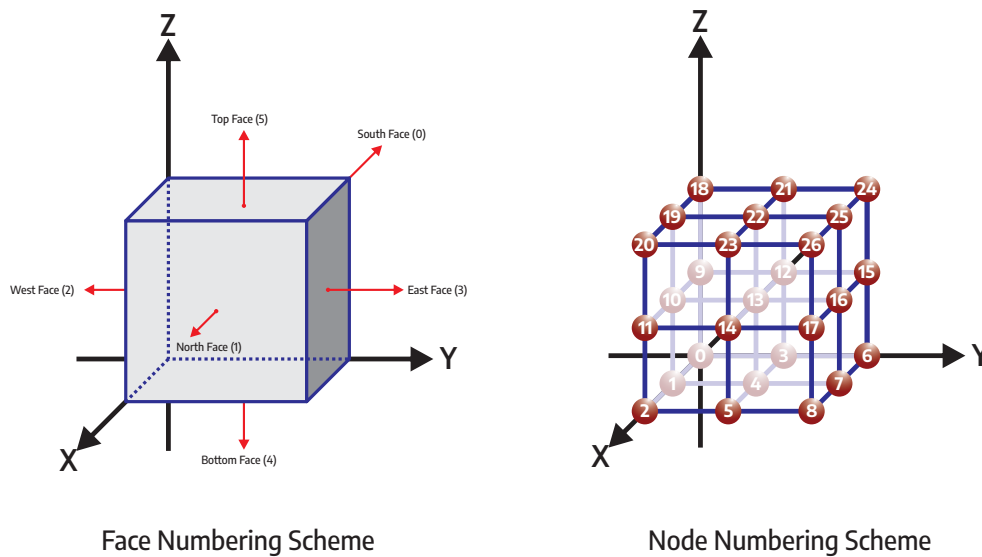 Z
Top Face (5)
South Face (0)
West Face (2)
East Face (3)
North Face (1)
Y
X
Bottom Face (4)
Face Numbering Scheme
Z
18 21 24
19 22 25
20 23 26
9 12 15
10 13 16
11 14 17
0 3 6
Y
1 4 7
2 5 8
X
Node Numbering Scheme